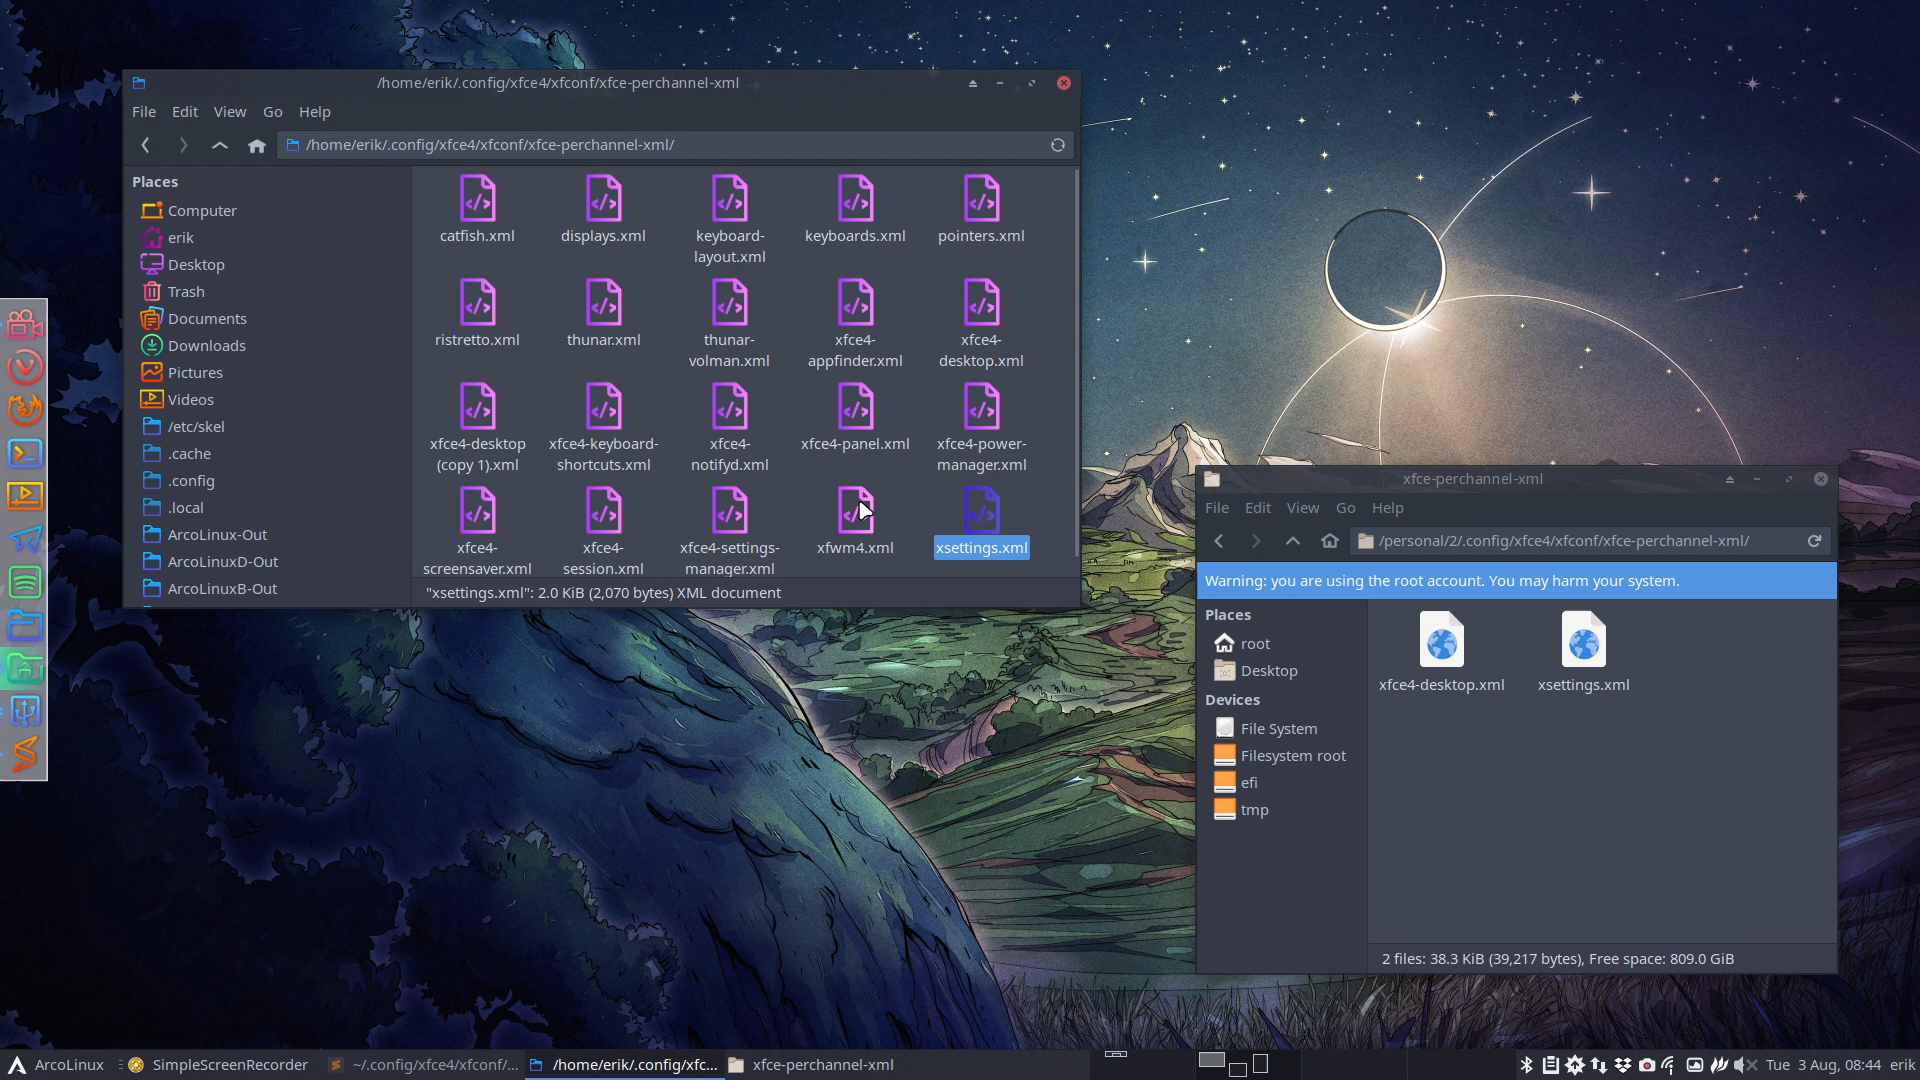 /home/erik/.config/xfce4/xfconf/xfce-perchannel-xml
File Edit View Go Help
/home/erik/.config/xfce4/xfconf/xfce-perchannel-xml/
Places
Computer
erik
Desktop
Trash
Documents
Downloads
Pictures
Videos
/etc/skel
.cache
.config
.local
ArcoLinux-Out
ArcoLinuxD-Out
ArcoLinuxB-Out
catfish.xml
displays.xml
keyboard-
layout.xml
keyboards.xml
pointers.xml
ristretto.xml
thunar.xml
thunar-
volman.xml
xfce4-
appfinder.xml
xfce4-
desktop.xml
xfce4-desktop
(copy 1).xml
xfce4-keyboard-
shortcuts.xml
xfce4-
notifyd.xml
xfce4-panel.xml
xfce4-power-
manager.xml
xfce4-
screensaver.xml
xfce4-
session.xml
xfce4-settings-
manager.xml
xfwm4.xml
xsettings.xml
"xsettings.xml": 2.0 KiB (2,070 bytes) XML document
xfce-perchannel-xml
File Edit View Go Help
/personal/2/.config/xfce4/xfconf/xfce-perchannel-xml/
Warning: you are using the root account. You may harm your system.
Places
root
Desktop
Devices
File System
Filesystem root
efi
tmp
xfce4-desktop.xml
xsettings.xml
2 files: 38.3 KiB (39,217 bytes), Free space: 809.0 GiB
ArcoLinux
SimpleScreenRecorder
~/.config/xfce4/xfconf/...
/home/erik/.config/xfc...
xfce-perchannel-xml
Tue 3 Aug, 08:44 erik